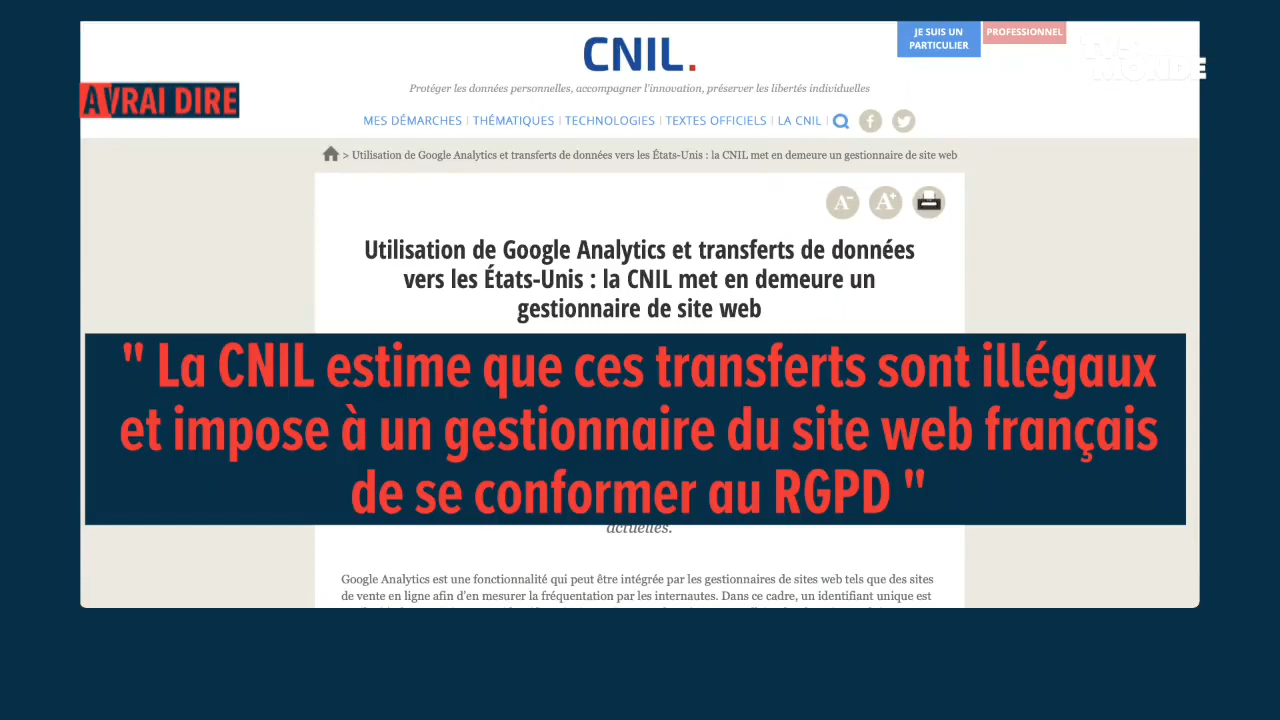 JE SUIS UN
PARTICULIER
PROFESSIONNEL
CNIL.
TV5
MONDE
Protéger les données personnelles, accompagner l'innovation, préserver les libertés individuelles
A VRAI DIRE
MES DÉMARCHES | THÉMATIQUES | TECHNOLOGIES | TEXTES OFFICIELS | LA CNIL |
> Utilisation de Google Analytics et transferts de données vers les États-Unis : la CNIL met en demeure un gestionnaire de site web
A- A+
Utilisation de Google Analytics et transferts de données
vers les États-Unis : la CNIL met en demeure un
gestionnaire de site web
" La CNIL estime que ces transferts sont illégaux
et impose à un gestionnaire du site web français
de se conformer au RGPD "
actuelles.
Google Analytics est une fonctionnalité qui peut être intégrée par les gestionnaires de sites web tels que des sites
de vente en ligne afin d'en mesurer la fréquentation par les internautes. Dans ce cadre, un identifiant unique est